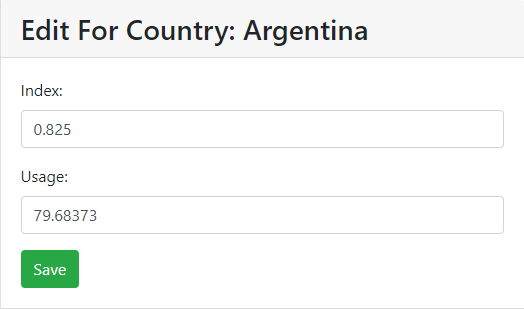 Edit For Country: Argentina
Index:
0.825
Usage:
79.68373
Save